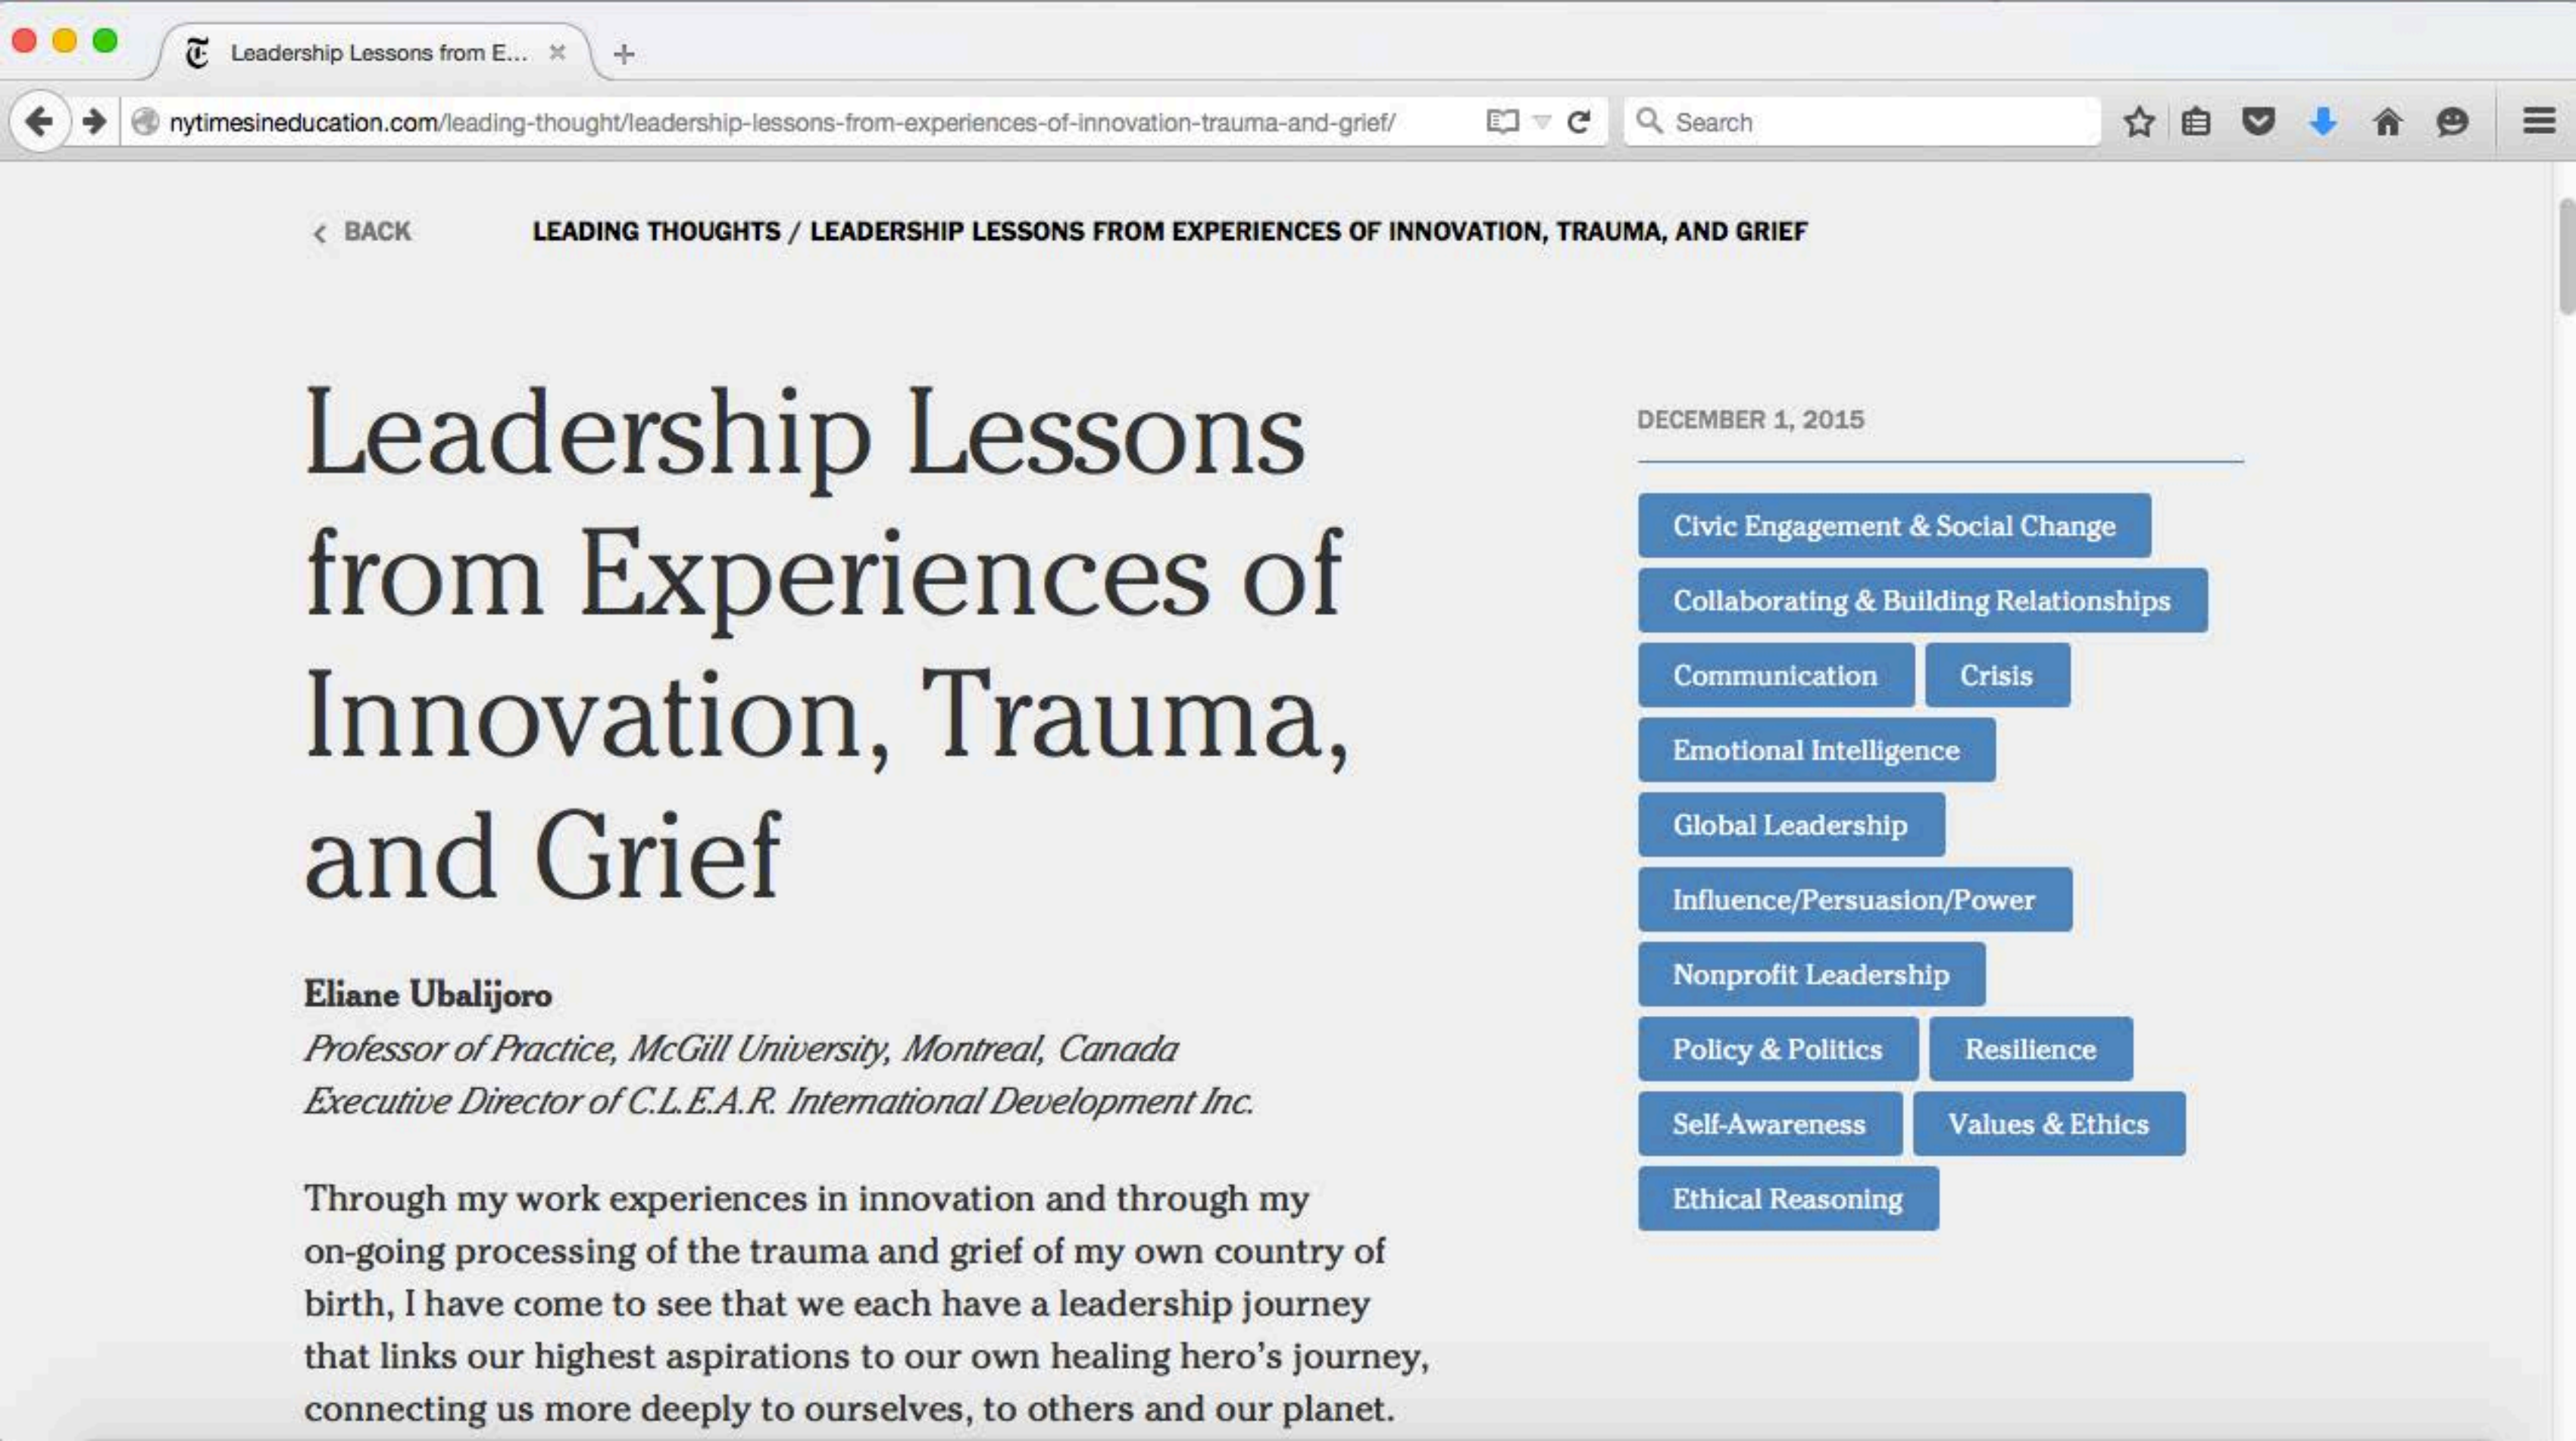 Leadership Lessons from E...
nytimesineducation.com/leading-thought/leadership-lessons-from-experiences-of-innovation-trauma-and-grief/
Search
BACK
LEADING THOUGHTS / LEADERSHIP LESSONS FROM EXPERIENCES OF INNOVATION, TRAUMA, AND GRIEF
Leadership Lessons
from Experiences of
Innovation, Trauma,
and Grief
Eliane Ubalijoro
Professor of Practice, McGill University, Montreal, Canada
Executive Director of C.L.E.A.R. International Development Inc.
Through my work experiences in innovation and through my
on-going processing of the trauma and grief of my own country of
birth, I have come to see that we each have a leadership journey
that links our highest aspirations to our own healing hero's journey,
connecting us more deeply to ourselves, to others and our planet.
DECEMBER 1, 2015
Civic Engagement & Social Change
Collaborating & Building Relationships
Communication Crisis
Emotional Intelligence
Global Leadership
Influence/Persuasion/Power
Nonprofit Leadership
Policy & Politics Resilience
Self-Awareness Values & Ethics
Ethical Reasoning